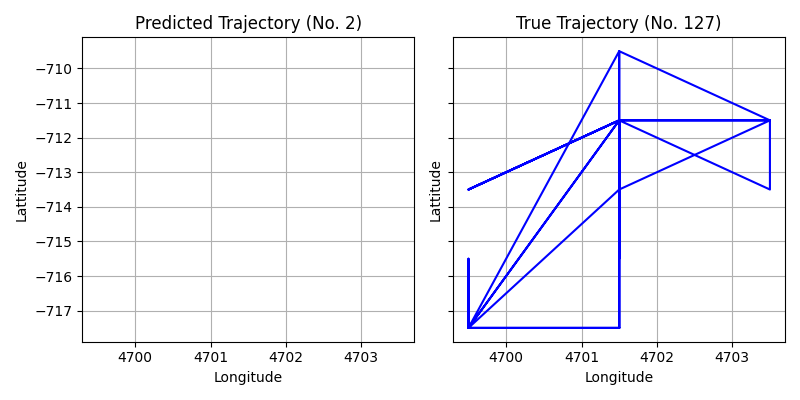 Predicted Trajectory (No. 2)
True Trajectory (No. 127)
Lattitude
−710
−711
−712
−713
−714
−715
−716
−717
4700 4701 4702 4703
Longitude
Lattitude
4700 4701 4702 4703
Longitude